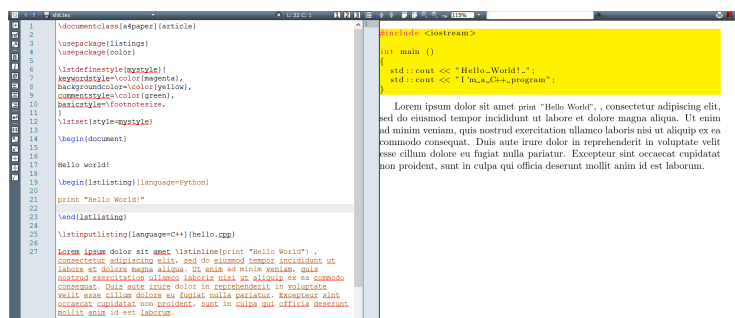 sht.tex
L: 22 C: 1
1 2 3
115%
1 \documentclass[a4paper]{article}
2
3 \usepackage{listings}
4 \usepackage{color}
5
6 \lstdefinestyle{mystyle}{
7 keywordstyle=\color{magenta},
8 backgroundcolor=\color{yellow},
9 commentstyle=\color{green},
10 basicstyle=\footnotesize,
11 }
12 \lstset{style=mystyle}
13
14 \begin{document}
15
16
17 Hello world!
18
19 \begin{lstlisting}[language=Python]
20
21 print "Hello World!"
22
23 \end{lstlisting}
24
25 \lstinputlisting[language=C++]{hello.cpp}
26
27 Lorem ipsum dolor sit amet \lstinline{print "Hello World"} ,
consectetur adipiscing elit, sed do eiusmod tempor incididunt ut
labore et dolore magna aliqua. Ut enim ad minim veniam, quis
nostrud exercitation ullamco laboris nisi ut aliquip ex ea commodo
consequat. Duis aute irure dolor in reprehenderit in voluptate
velit esse cillum dolore eu fugiat nulla pariatur. Excepteur sint
occaecat cupidatat non proident, sunt in culpa qui officia deserunt
mollit anim id est laborum.
1
#include <iostream>
int main ()
{
std::cout << "Hello_World!_";
std::cout << "I'm_a_C++_program";
}
Lorem ipsum dolor sit amet print "Hello World", , consectetur adipiscing elit,
sed do eiusmod tempor incididunt ut labore et dolore magna aliqua. Ut enim
ad minim veniam, quis nostrud exercitation ullamco laboris nisi ut aliquip ex ea
commodo consequat. Duis aute irure dolor in reprehenderit in voluptate velit
esse cillum dolore eu fugiat nulla pariatur. Excepteur sint occaecat cupidatat
non proident, sunt in culpa qui officia deserunt mollit anim id est laborum.